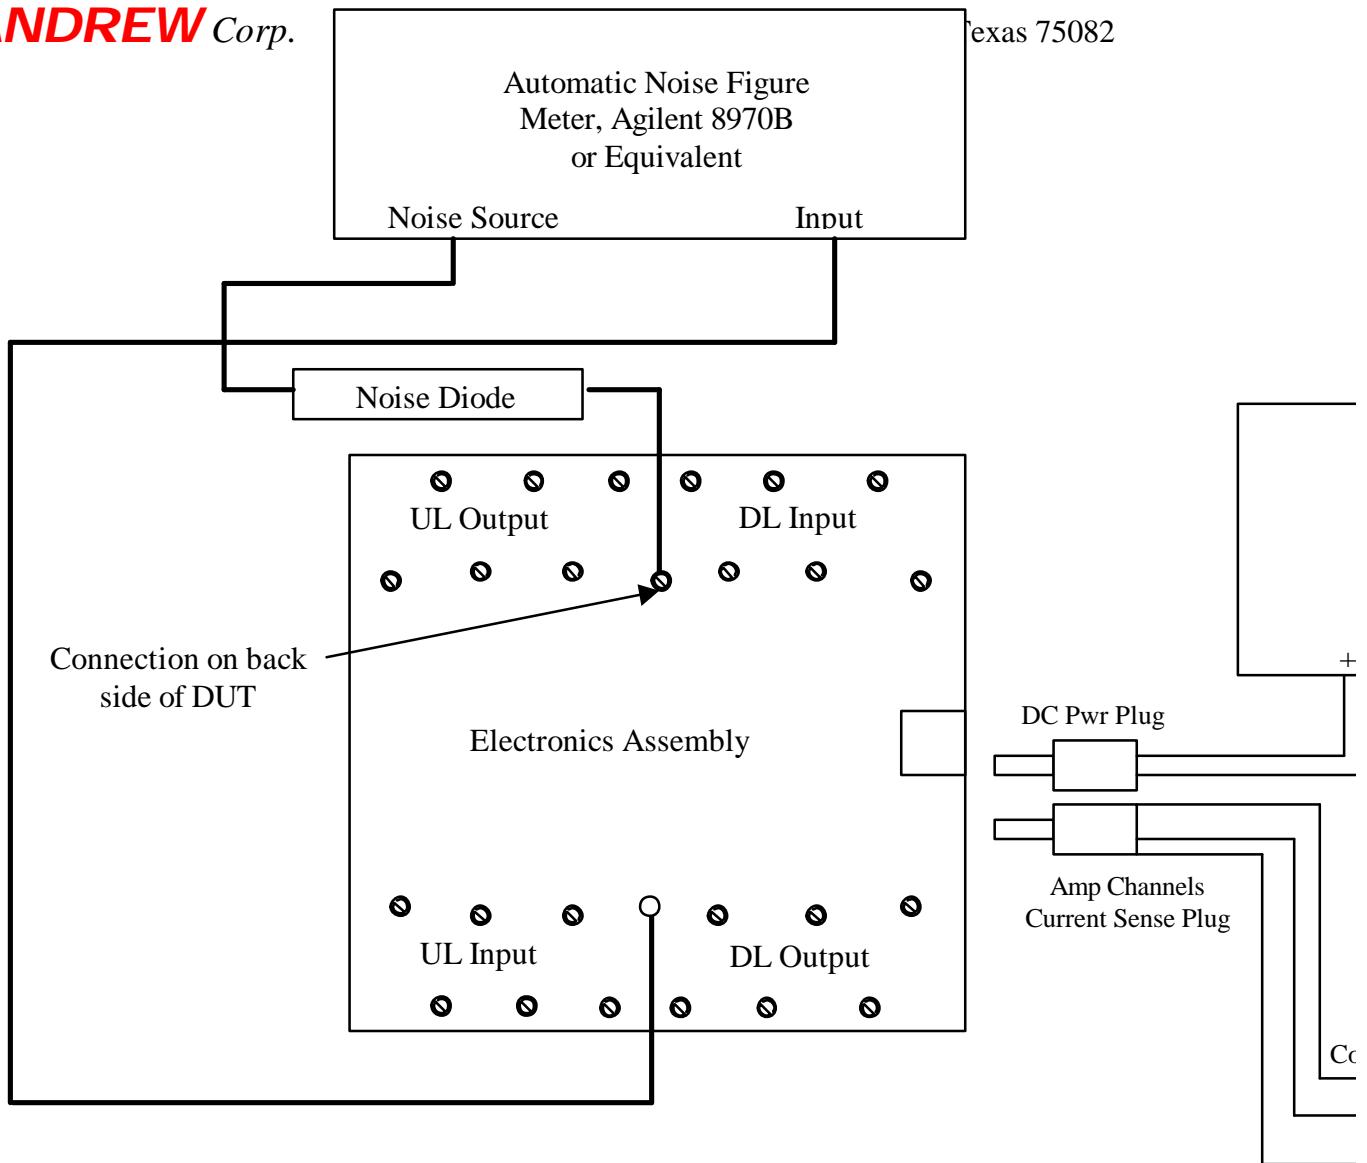 ANDREW Corp.
exas 75082
Automatic Noise Figure
Meter, Agilent 8970B
or Equivalent
Noise Source
Input
Noise Diode
UL Output
DL Input
Connection on back
side of DUT
Electronics Assembly
+
DC Pwr Plug
Amp Channels
Current Sense Plug
UL Input
DL Output
Co